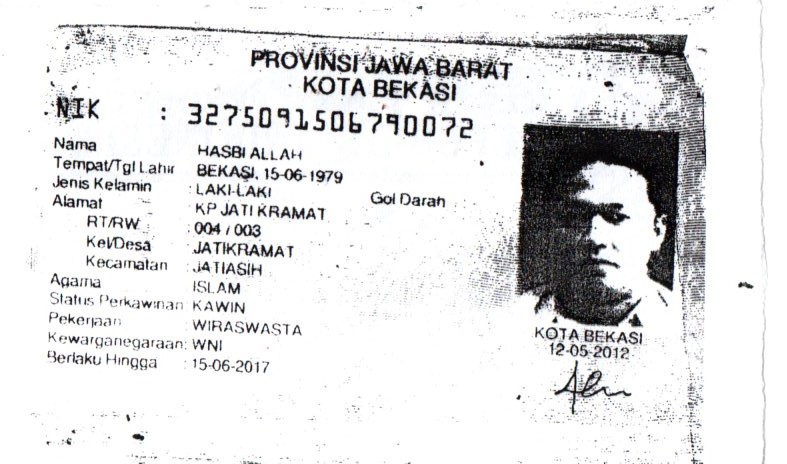 PROVINSI JAWA BARAT
KOTA BEKASI
NIK : 3275091506790072
Nama HASBI ALLAH
Tempat/Tgl Lahir BEKASI, 15-06-1979
Jenis Kelamin : LAKI-LAKI Gol Darah
Alamat : KP JATI KRAMAT
RT/RW : 004 / 003
Kel/Desa : JATIKRAMAT
Kecamatan : JATIASIH
Agama ISLAM
Status Perkawinan KAWIN
Pekerjaan : WIRASWASTA
Kewarganegaraan: WNI
Berlaku Hingga : 15-06-2017
KOTA BEKASI
12-05-2012